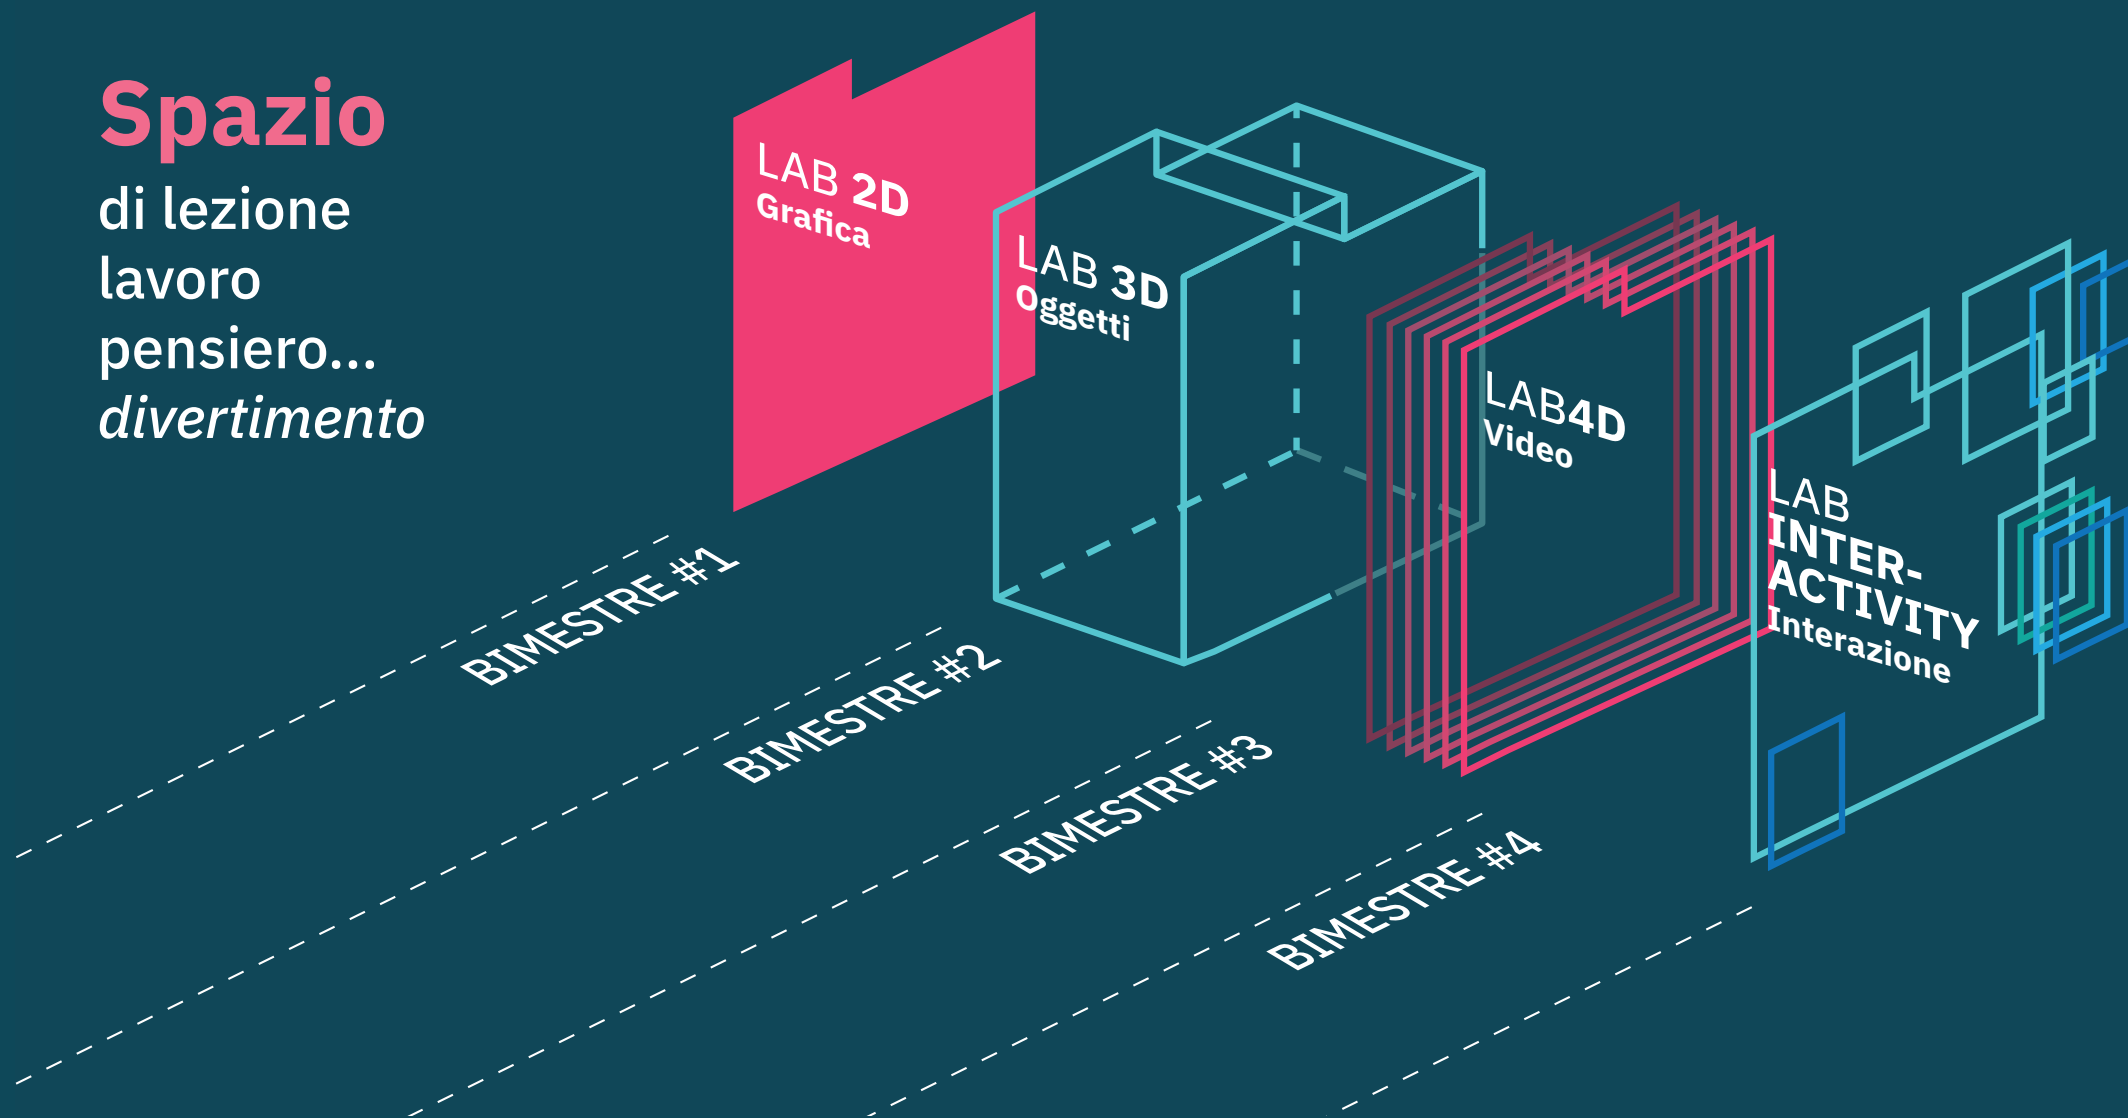 Spazio
di lezione
lavoro
pensiero...
divertimento
LAB 2D
Grafica
LAB 3D
Oggetti
LAB4D
Video
LAB
INTER-
ACTIVITY
Interazione
BIMESTRE #1
BIMESTRE #2
BIMESTRE #3
BIMESTRE #4